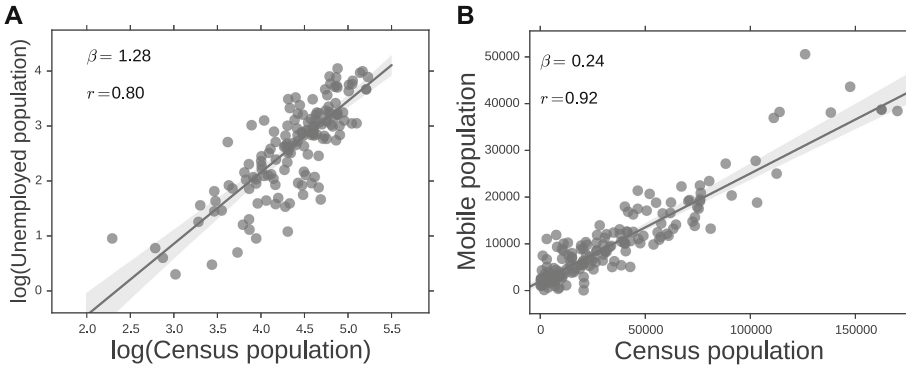 A
β = 1.28
r = 0.80
log(Unemployed population)
4
3
2
1
0
2.0 2.5 3.0 3.5 4.0 4.5 5.0 5.5
log(Census population)
B
β = 0.24
r = 0.92
Mobile population
50000
40000
30000
20000
10000
0
0 50000 100000 150000
Census population